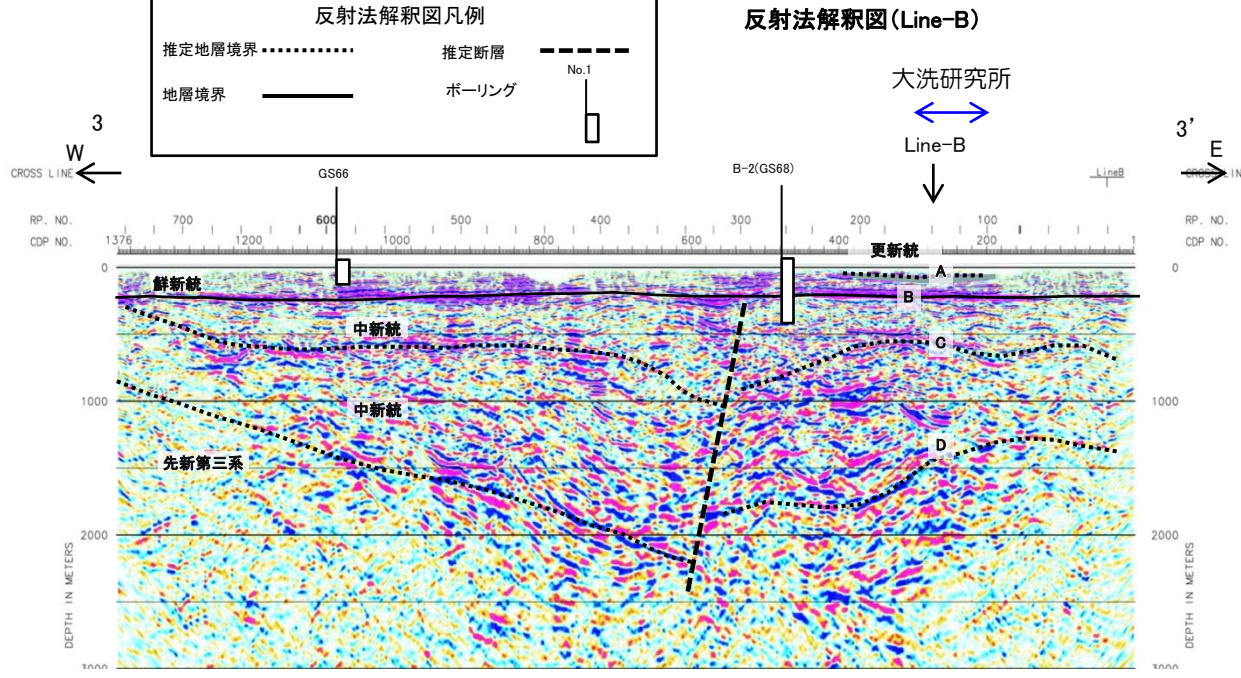 反射法解釈図凡例
推定地層境界
推定断層
地層境界
ボーリング
No.1
反射法解釈図(Line-B)
大洗研究所
Line-B
3
W
3'
E
CROSS LINE
GS66
B-2(GS68)
LineB
RP. NO.
700 600 500 400 300 200 100
RP. NO.
CDP NO.
1376 1200 1000 800 600 400 200 1
CDP NO.
更新統
0
A
0
鮮新統
B
中新統
C
1000
中新統
1000
D
先新第三系
2000
2000
DEPTH IN METERS
DEPTH IN METERS
3000
3000